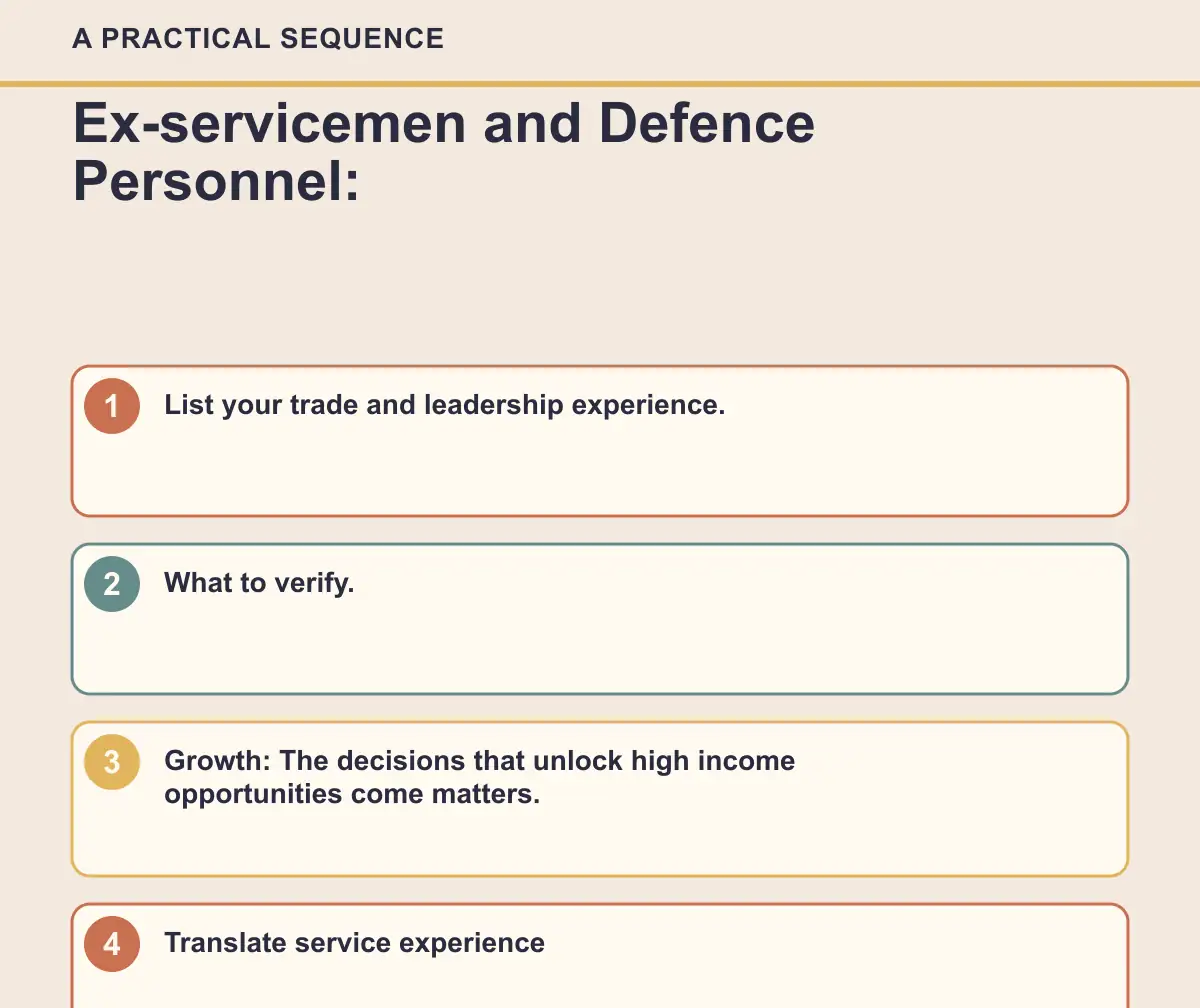 A PRACTICAL SEQUENCE
Ex-servicemen and Defence
Personnel:
1
List your trade and leadership experience.
2
What to verify.
3
Growth: The decisions that unlock high income
opportunities come matters.
4
Translate service experience